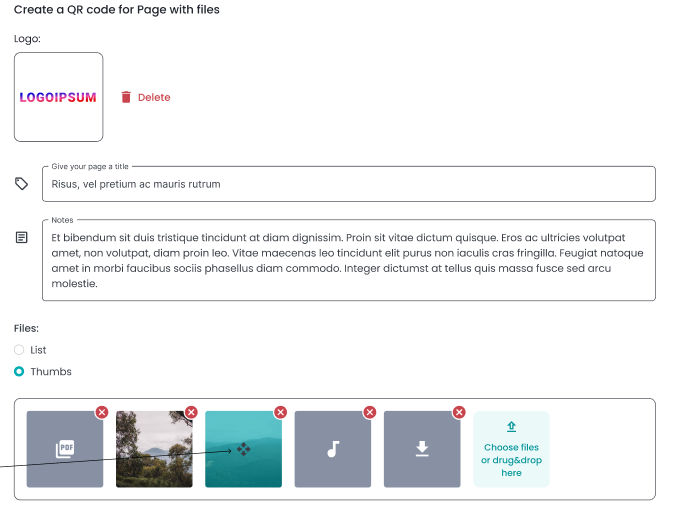 Create a QR code for Page with files
Logo:
LOGOIPSUM
Delete
Give your page a title
Risus, vel pretium ac mauris rutrum
Notes
Et bibendum sit duis tristique tincidunt at diam dignissim. Proin sit vitae dictum quisque. Eros ac ultricies volutpat
amet, non volutpat, diam proin leo. Vitae maecenas leo tincidunt elit purus non iaculis cras fringilla. Feugiat natoque
amet in morbi faucibus sociis phasellus diam commodo. Integer dictumst at tellus quis massa fusce sed arcu
molestie.
Files:
List
Thumbs
PDF
Choose files
or drug&drop
here